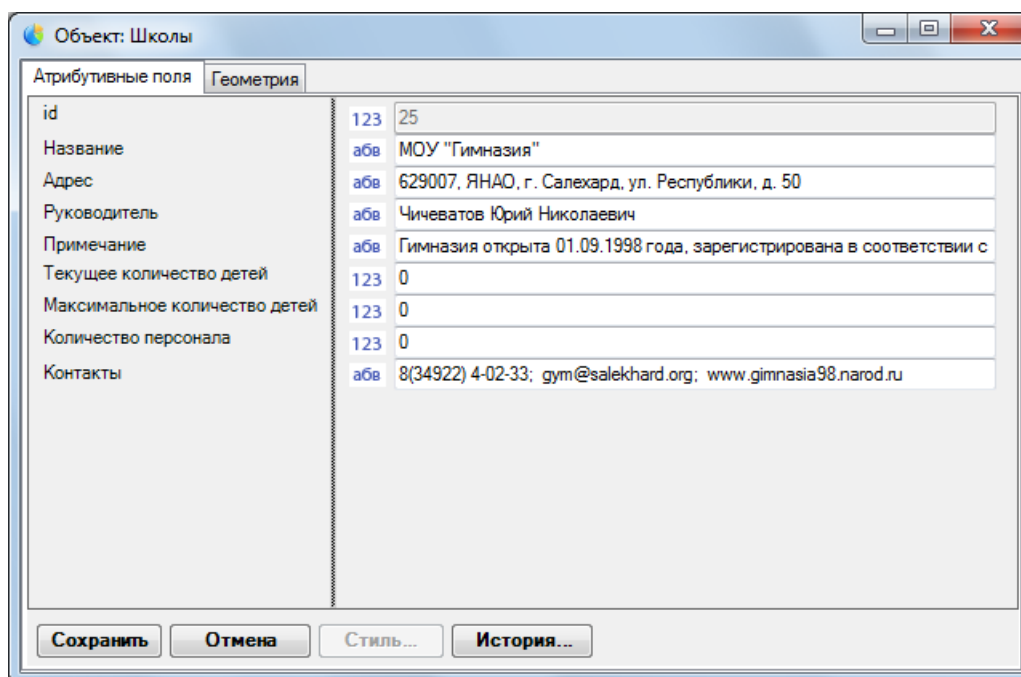 Объект: Школы
Атрибутивные поля Геометрия
id 123 25
Название абв МОУ "Гимназия"
Адрес абв 629007, ЯНАО, г. Салехард, ул. Республики, д. 50
Руководитель абв Чичеватов Юрий Николаевич
Примечание абв Гимназия открыта 01.09.1998 года, зарегистрирована в соответствии с
Текущее количество детей 123 0
Максимальное количество детей 123 0
Количество персонала 123 0
Контакты абв 8(34922) 4-02-33; gym@salekhard.org; www.gimnasia98.narod.ru
Сохранить Отмена Стиль... История...